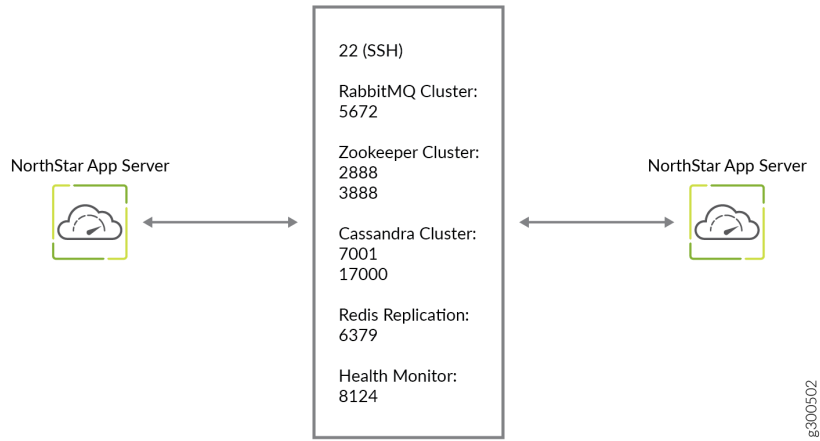 22 (SSH)
RabbitMQ Cluster:
5672
Zookeeper Cluster:
2888
3888
Cassandra Cluster:
7001
17000
Redis Replication:
6379
Health Monitor:
8124
NorthStar App Server
NorthStar App Server
g300502